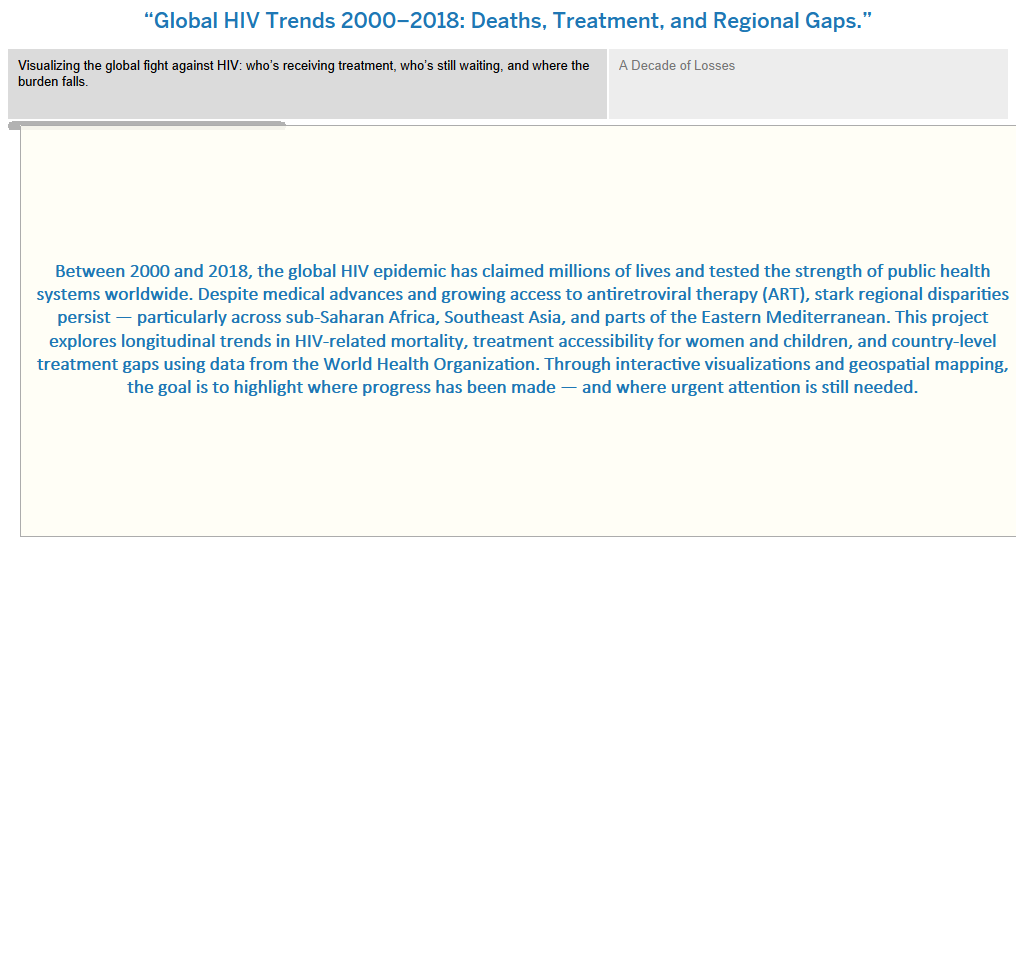 “Global HIV Trends 2000–2018: Deaths, Treatment, and Regional Gaps.”
Visualizing the global fight against HIV: who’s receiving treatment, who’s still waiting, and where the
burden falls.
A Decade of Losses
Between 2000 and 2018, the global HIV epidemic has claimed millions of lives and tested the strength of public health
systems worldwide. Despite medical advances and growing access to antiretroviral therapy (ART), stark regional disparities
persist — particularly across sub-Saharan Africa, Southeast Asia, and parts of the Eastern Mediterranean. This project
explores longitudinal trends in HIV-related mortality, treatment accessibility for women and children, and country-level
treatment gaps using data from the World Health Organization. Through interactive visualizations and geospatial mapping,
the goal is to highlight where progress has been made — and where urgent attention is still needed.